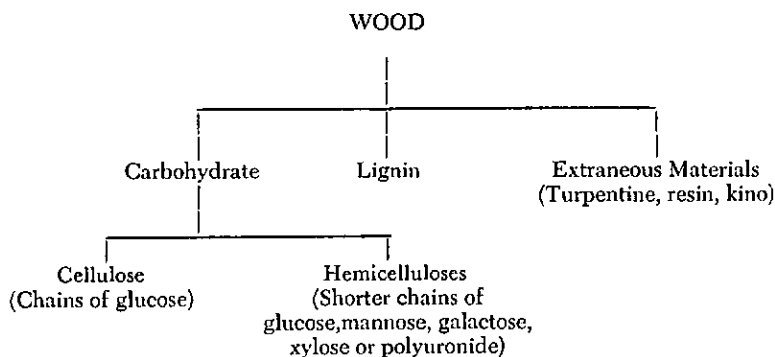 WOOD
Carbohydrate
Lignin
Extraneous Materials
(Turpentine, resin, kino)
Cellulose
(Chains of glucose)
Hemicelluloses
(Shorter chains of
glucose,mannose, galactose,
xylose or polyuronide)